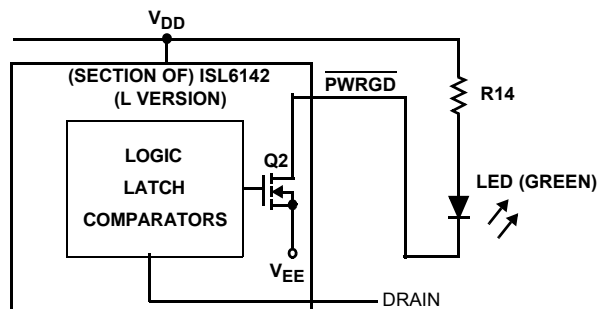 VDD
(SECTION OF) ISL6142
(L VERSION)
PWRGD
R14
LOGIC
LATCH
COMPARATORS
Q2
LED (GREEN)
VEE
DRAIN